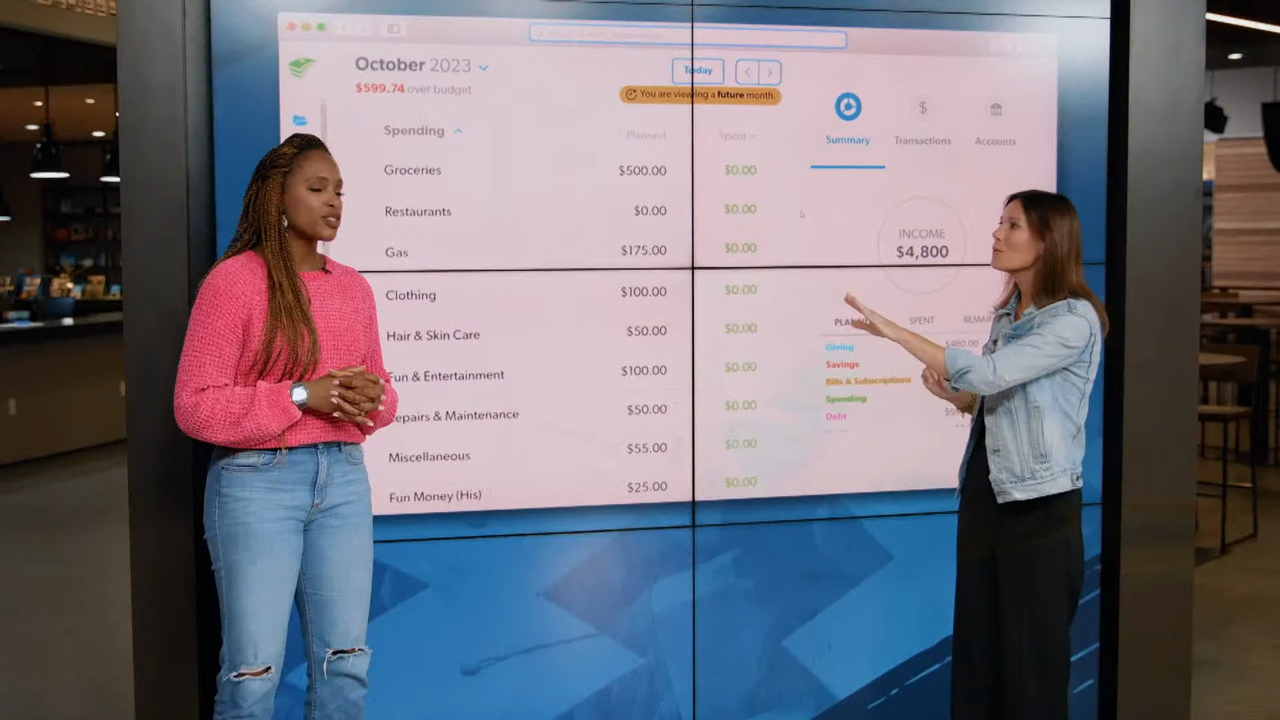 October 2023
$599.74 over budget
Today
You are viewing a future month.
Spending Planned Spent
Groceries $500.00 $0.00
Restaurants $0.00 $0.00
Gas $175.00 $0.00
Clothing $100.00 $0.00
Hair & Skin Care $50.00 $0.00
Fun & Entertainment $100.00 $0.00
epairs & Maintenance $50.00 $0.00
Miscellaneous $55.00 $0.00
Fun Money (His) $25.00 $0.00
$
Summary Transactions Accounts
INCOME
$4,800
SPENT
Giving $480.00
Savings
Bills & Subscriptions
Spending
Debt